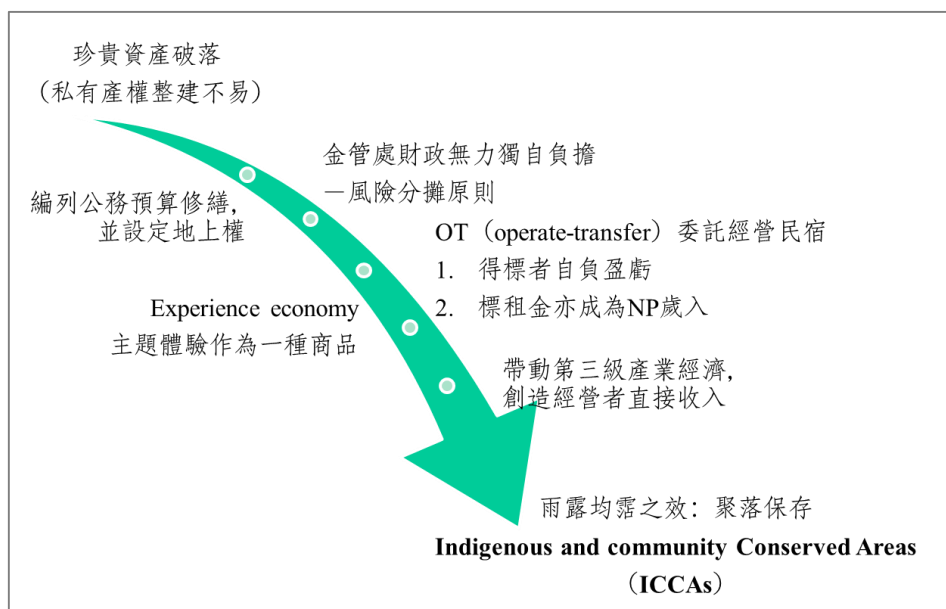 珍貴資產破落
（私有產權整建不易）
金管處財政無力獨自負擔
－風險分攤原則
編列公務預算修繕，
並設定地上權
OT（operate-transfer）委託經營民宿
1. 得標者自負盈虧
2. 標租金亦成為NP歲入
Experience economy
主題體驗作為一種商品
帶動第三級產業經濟，
創造經營者直接收入
雨露均霑之效：聚落保存
Indigenous and community Conserved Areas
（ICCAs）